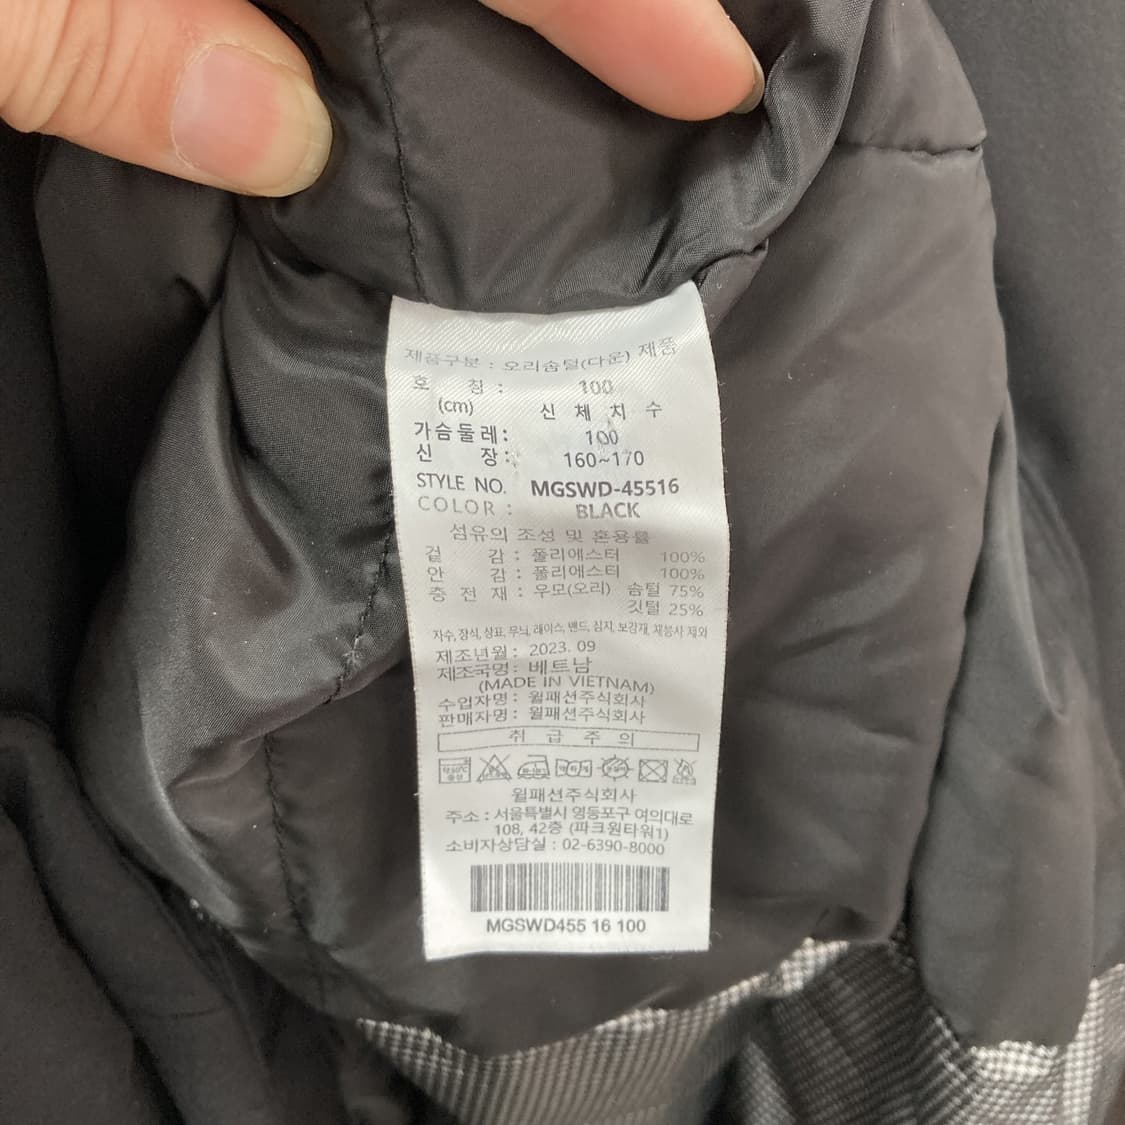 제품구분 : 오리솜털(다운) 제품
호 칭 : 100
(cm) 신 체 치 수
가슴둘레: 100
신 장: 160~170
STYLE NO. MGSWD-45516
COLOR : BLACK
섬유의 조성 및 혼용률
겉 감 : 폴리에스터 100%
안 감 : 폴리에스터 100%
충 전 재 : 우모(오리) 솜털 75%
깃털 25%
자수, 장식, 상표, 무늬, 레이스, 밴드, 심지, 보강재, 재봉사 제외
제조년월 : 2023. 09
제조국명 : 베트남
(MADE IN VIETNAM)
수입자명 : 월패션주식회사
판매자명 : 월패션주식회사
취 급 주 의
월패션주식회사
주소 : 서울특별시 영등포구 여의대로
108, 42층 (파크원타워1)
소비자상담실 : 02-6390-8000
MGSWD455 16 100